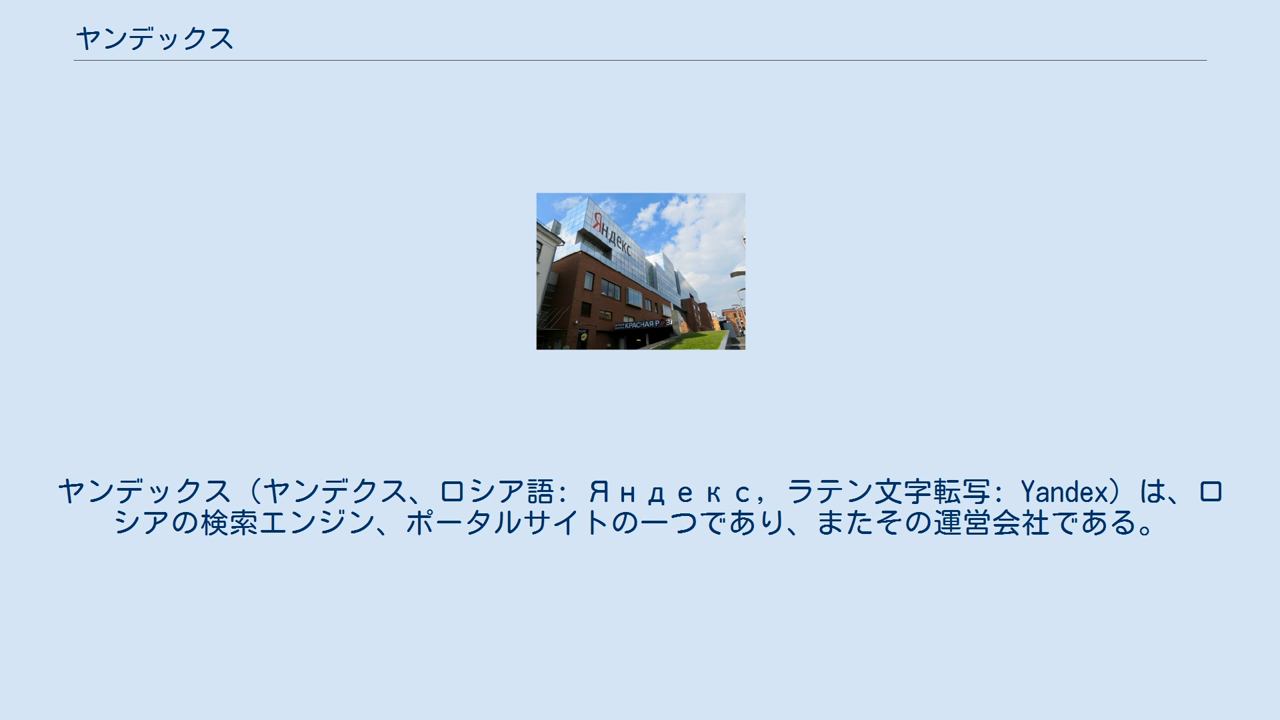 ヤンデックス
Яндекс
КРАСНАЯ Р
ヤンデックス（ヤンデクス、ロシア語: Яндекс, ラテン文字転写: Yandex）は、ロ
シアの検索エンジン、ポータルサイトの一つであり、またその運営会社である。